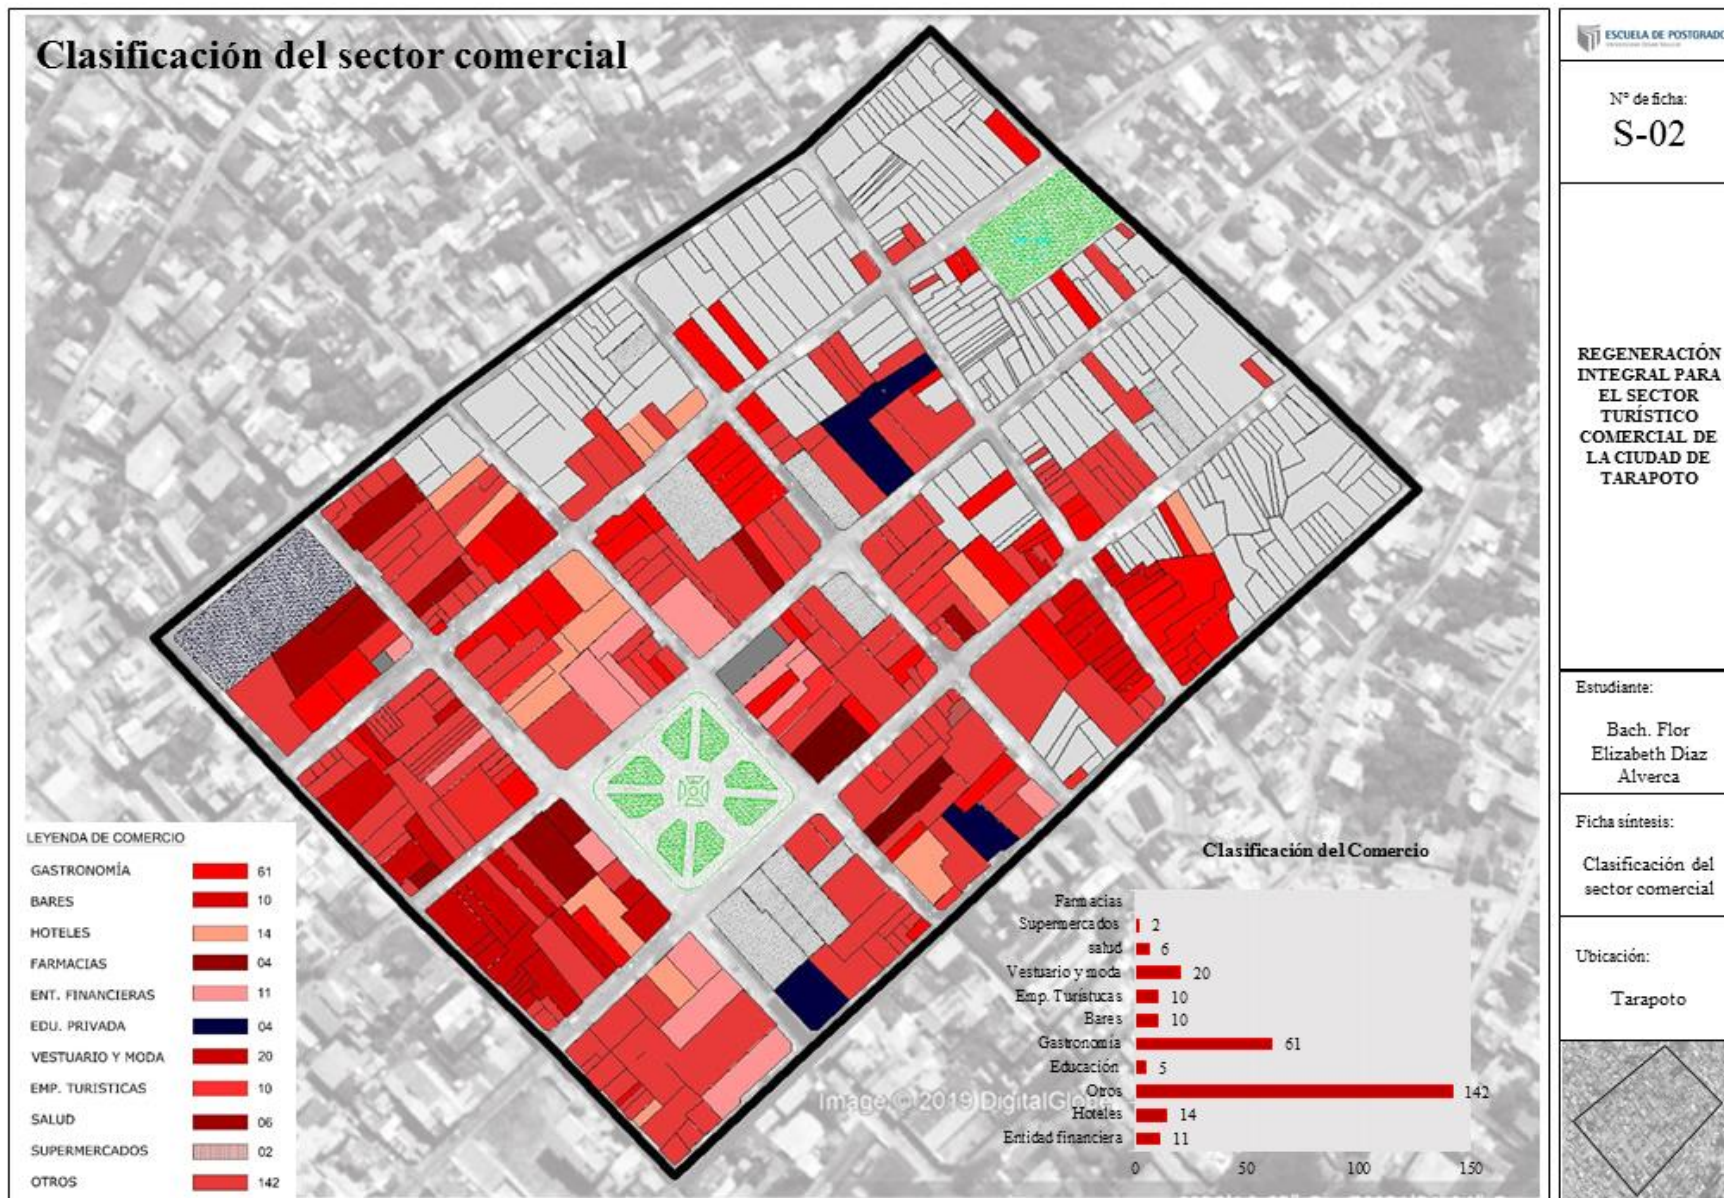 Clasificación del sector comercial
LEYENDA DE COMERCIO
GASTRONOMÍA 61
BARES 10
HOTELES 14
FARMACIAS 04
ENT. FINANCIERAS 11
EDU. PRIVADA 04
VESTUARIO Y MODA 20
EMP. TURISTICAS 10
SALUD 06
SUPERMERCADOS 02
OTROS 142
Clasificación del Comercio
Farmacias
Supermercados 2
salud 6
Vestuario y moda 20
Emp. Turístucas 10
Bares 10
Gastronomía 61
Educación 5
Otros 142
Hoteles 14
Entidad financiera 11
0 50 100 150
Image © 2019 DigitalGlobe
ESCUELA DE POSTGRADO
N° de ficha:
S-02
REGENERACIÓN
INTEGRAL PARA
EL SECTOR
TURÍSTICO
COMERCIAL DE
LA CIUDAD DE
TARAPOTO
Estudiante:
Bach. Flor
Elizabeth Diaz
Alverca
Ficha síntesis:
Clasificación del
sector comercial
Ubicación:
Tarapoto